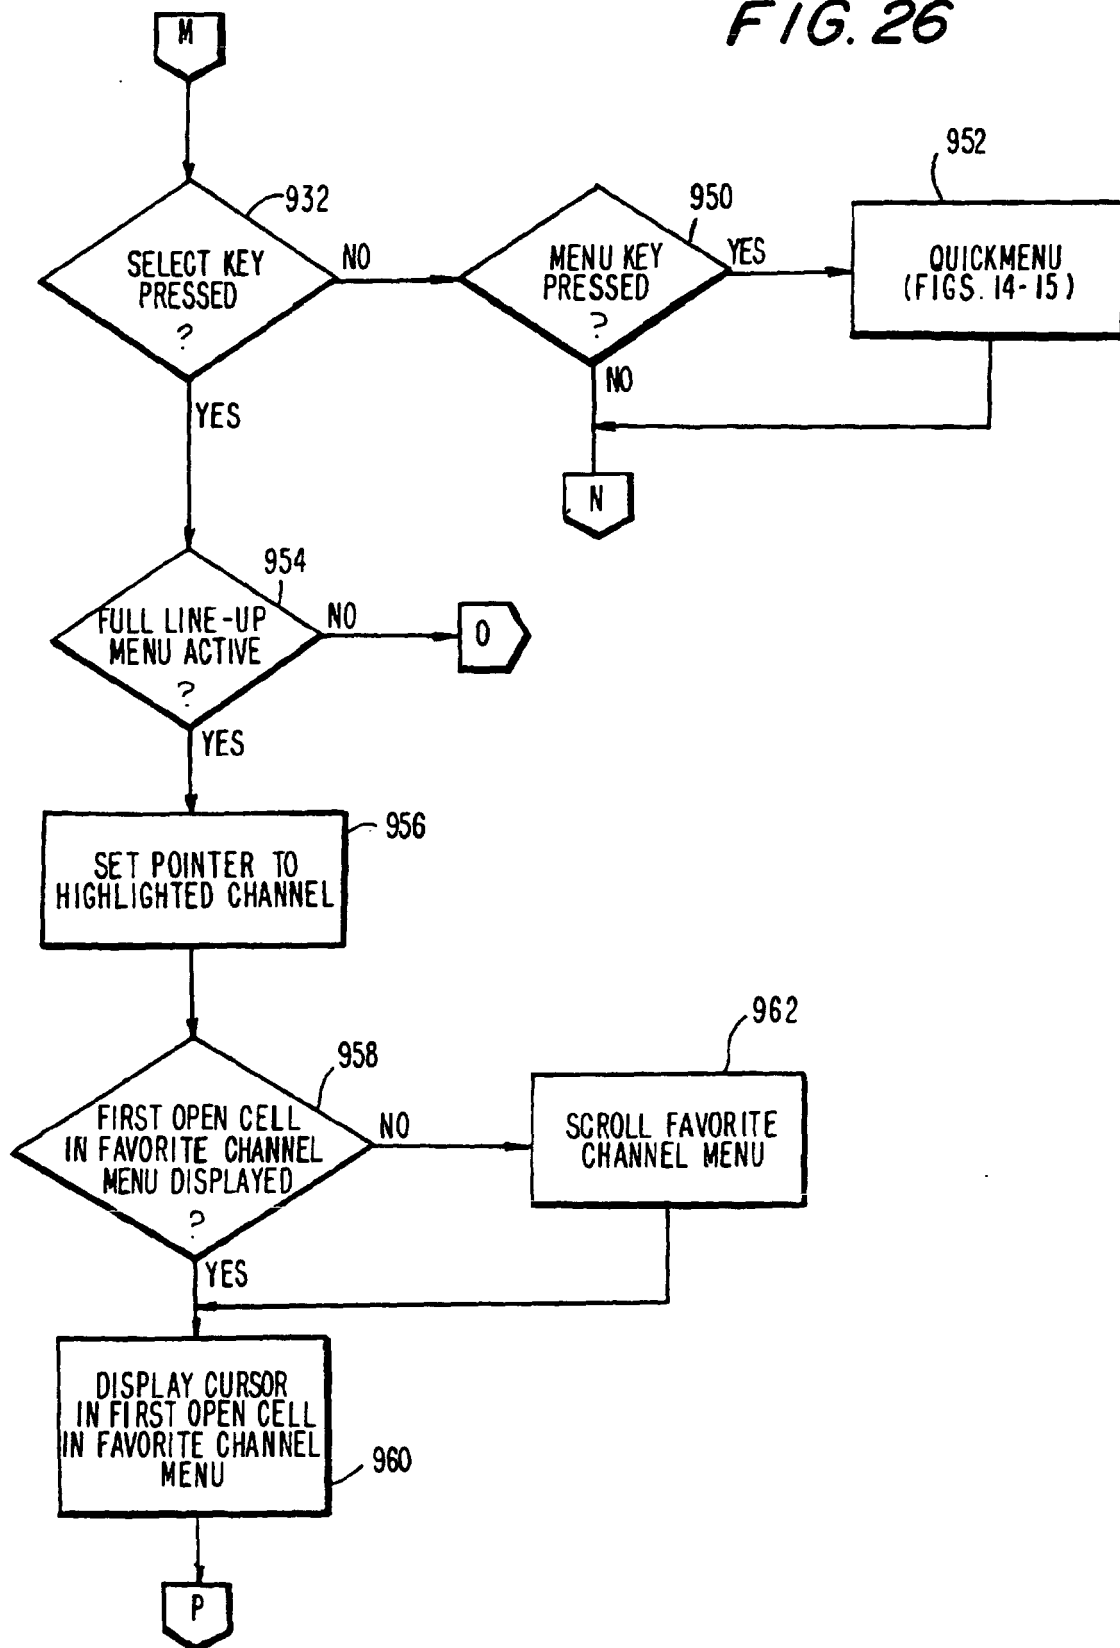 FIG. 26
M
932
SELECT KEY
PRESSED
?
NO
YES
950
MENU KEY
PRESSED
?
YES
NO
952
QUICKMENU
(FIGS. 14-15)
N
954
FULL LINE-UP
MENU ACTIVE
?
NO
O
YES
956
SET POINTER TO
HIGHLIGHTED CHANNEL
958
FIRST OPEN CELL
IN FAVORITE CHANNEL
MENU DISPLAYED
?
NO
962
SCROLL FAVORITE
CHANNEL MENU
YES
DISPLAY CURSOR
IN FIRST OPEN CELL
IN FAVORITE CHANNEL
MENU
960
P